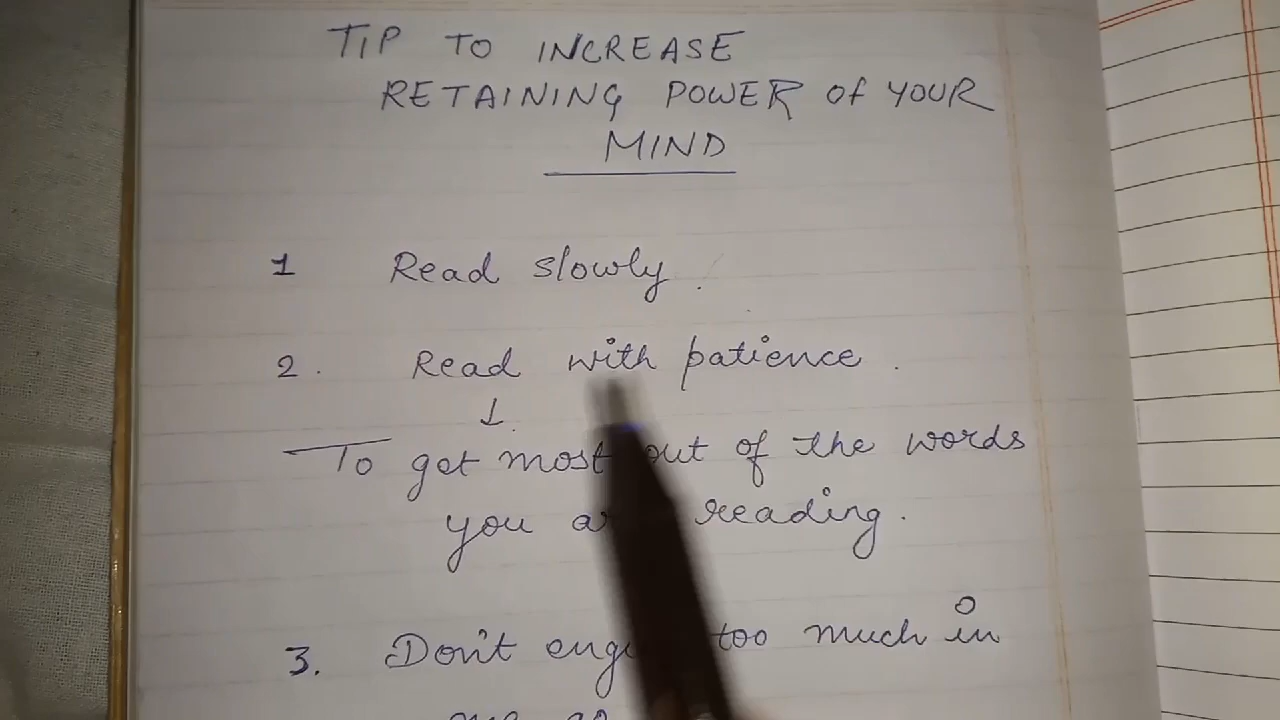 TIP TO INCREASE
RETAINING POWER Of YOUR
MIND
1 Read slowly.
2. Read with patience.
↓
To get most out of the words
you reading.
3. Don't too much in